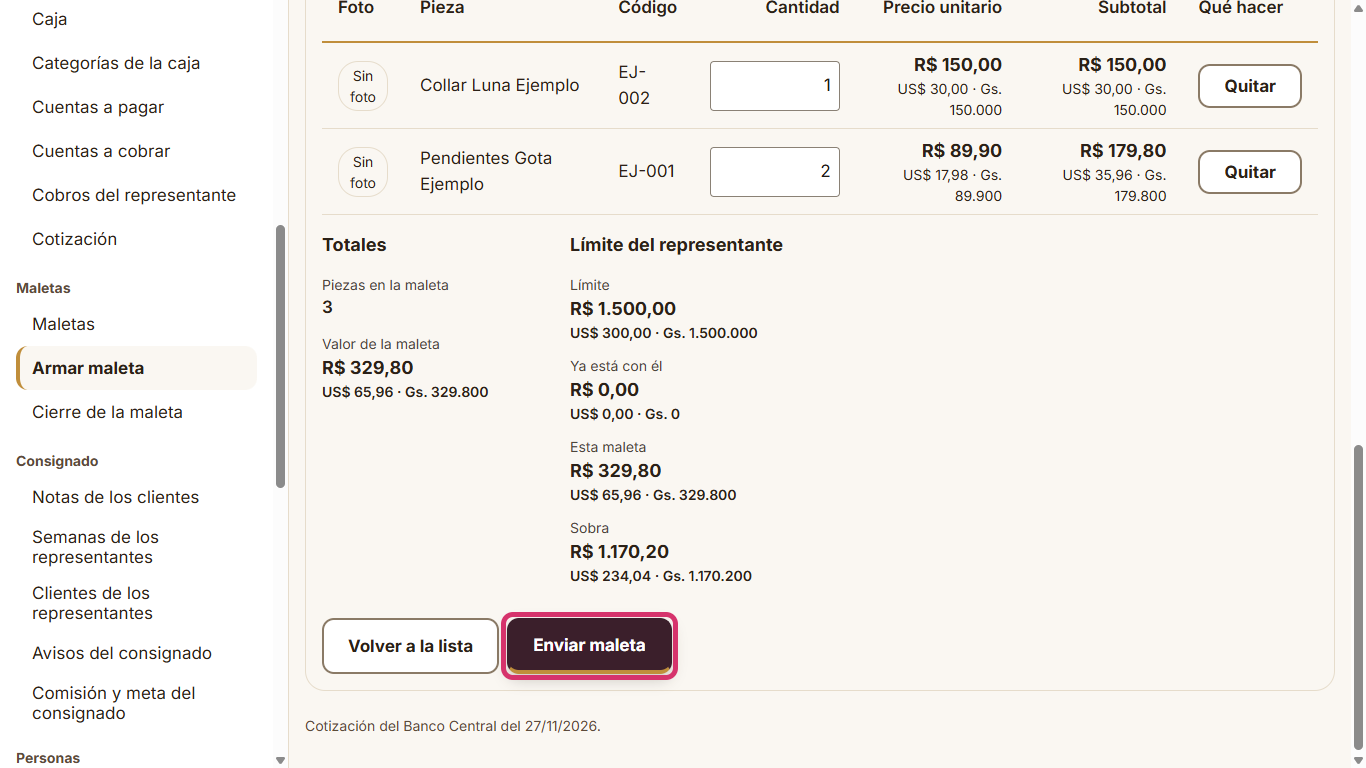 Caja
Categorías de la caja
Cuentas a pagar
Cuentas a cobrar
Cobros del representante
Cotización
Maletas
Maletas
Armar maleta
Cierre de la maleta
Consignado
Notas de los clientes
Semanas de los
representantes
Clientes de los
representantes
Avisos del consignado
Comisión y meta del
consignado
Personas
Foto Pieza Código Cantidad Precio unitario Subtotal Qué hacer
Sin
foto
Collar Luna Ejemplo
EJ-
002
1
R$ 150,00
US$ 30,00 · Gs.
150.000
R$ 150,00
US$ 30,00 · Gs.
150.000
Quitar
Sin
foto
Pendientes Gota
Ejemplo
EJ-001
2
R$ 89,90
US$ 17,98 · Gs.
89.900
R$ 179,80
US$ 35,96 · Gs.
179.800
Quitar
Totales
Piezas en la maleta
3
Valor de la maleta
R$ 329,80
US$ 65,96 · Gs. 329.800
Límite del representante
Límite
R$ 1.500,00
US$ 300,00 · Gs. 1.500.000
Ya está con él
R$ 0,00
US$ 0,00 · Gs. 0
Esta maleta
R$ 329,80
US$ 65,96 · Gs. 329.800
Sobra
R$ 1.170,20
US$ 234,04 · Gs. 1.170.200
Volver a la lista
Enviar maleta
Cotización del Banco Central del 27/11/2026.